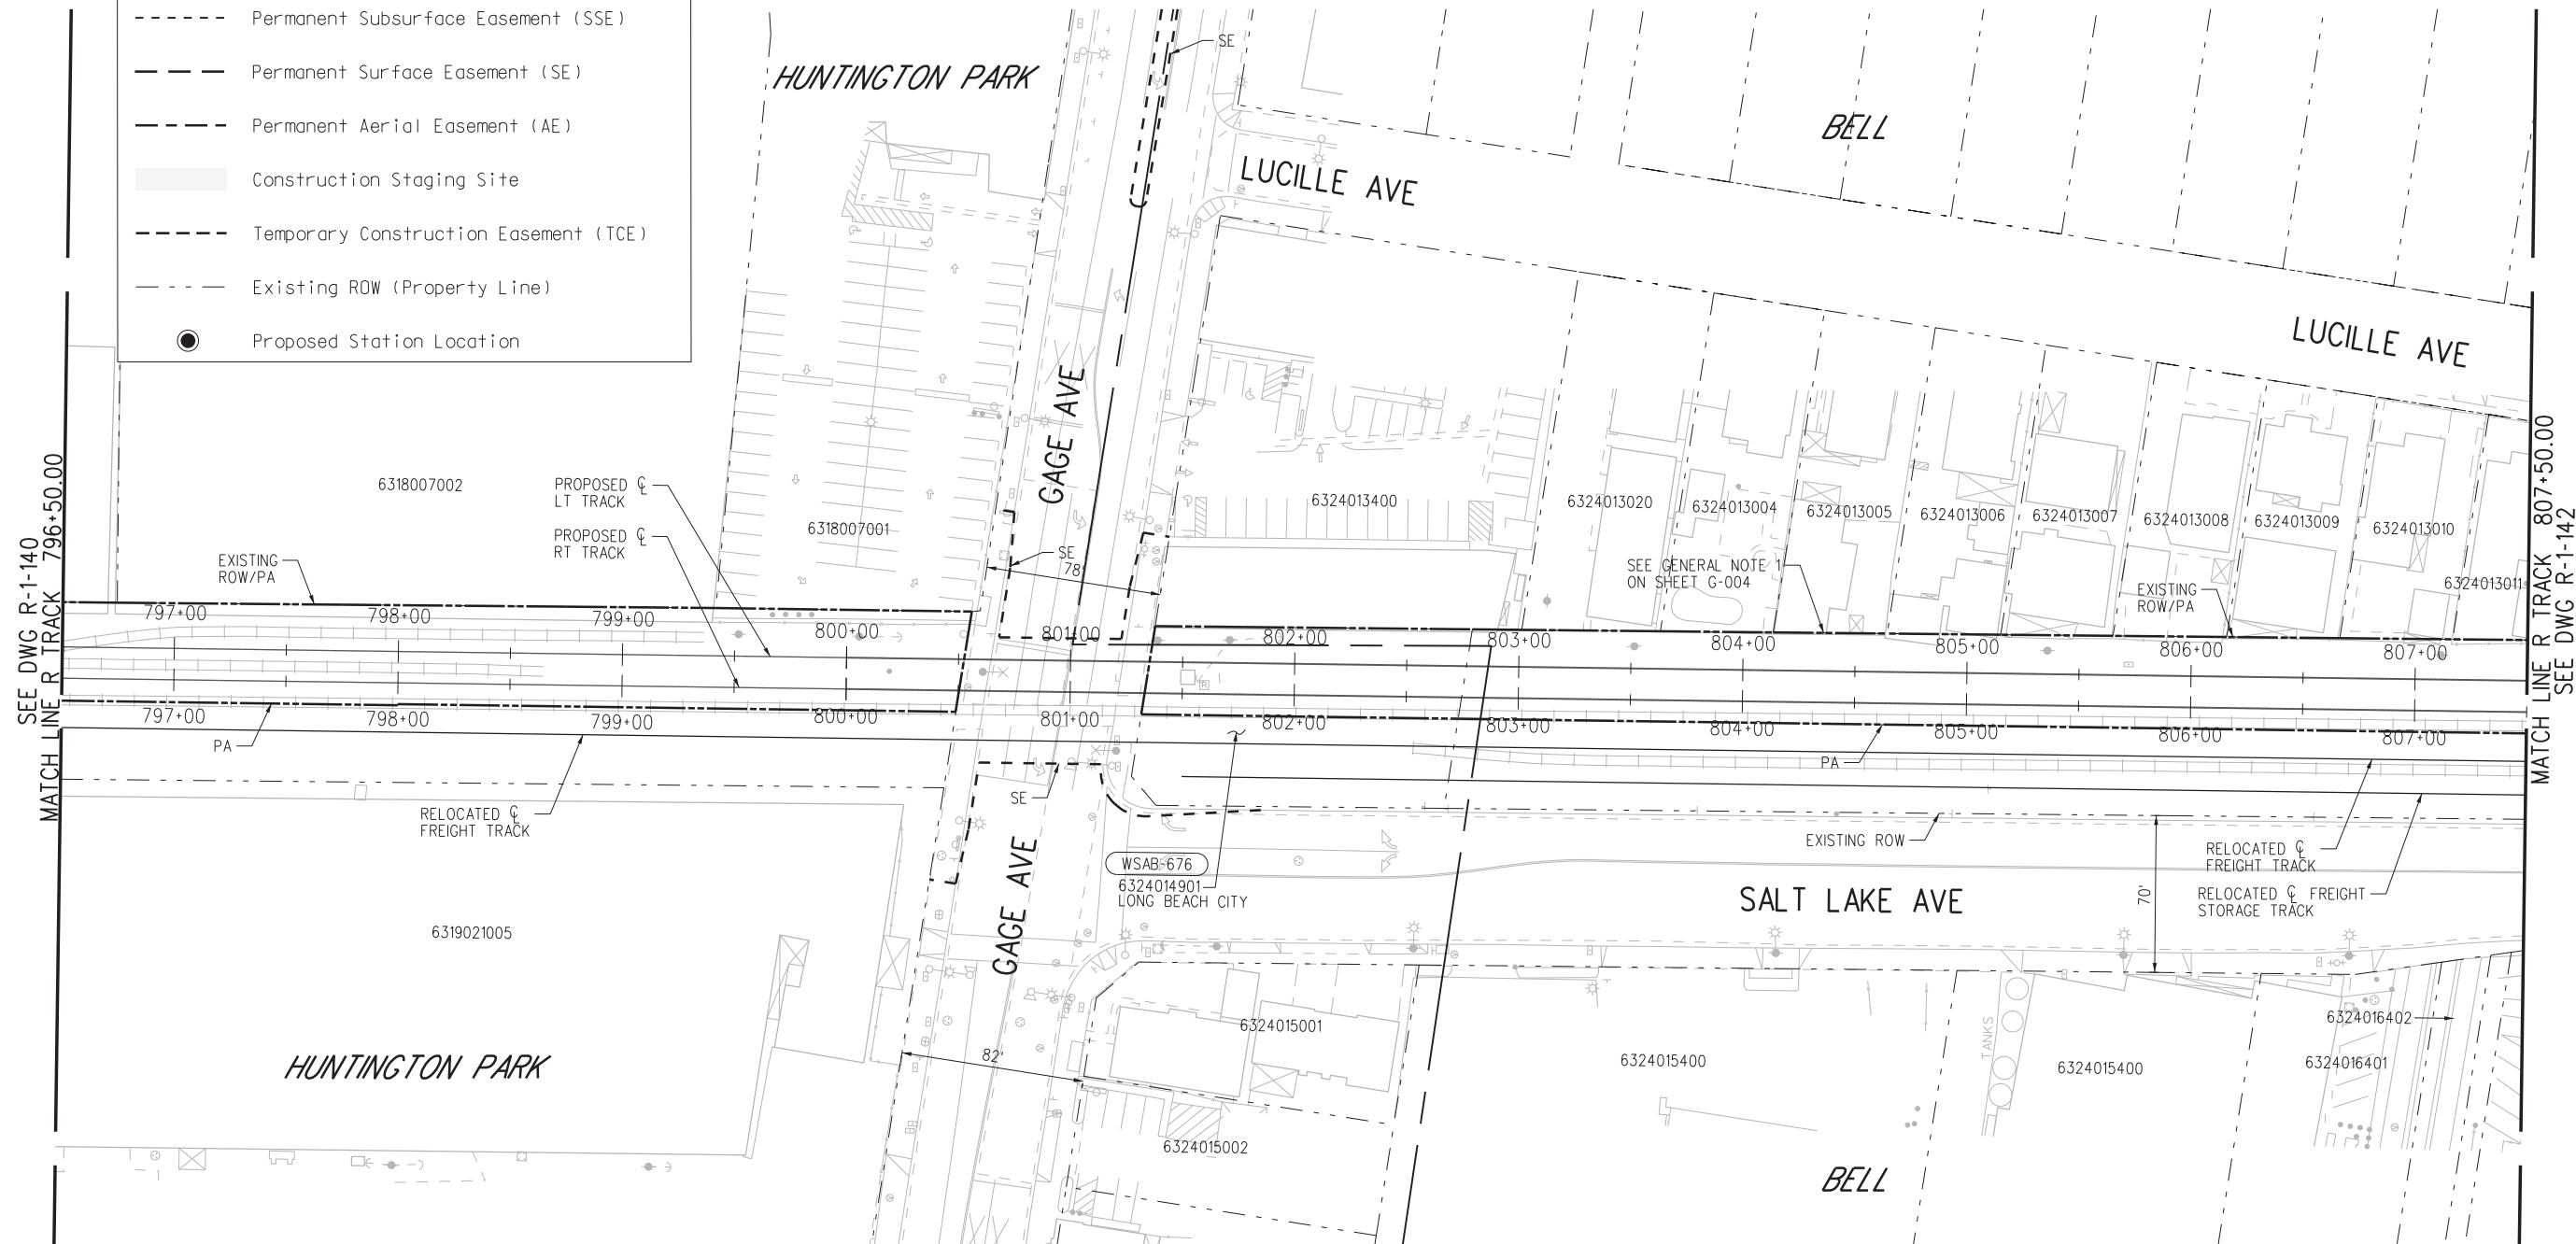 Permanent Subsurface Easement (SSE)
Permanent Surface Easement (SE)
Permanent Aerial Easement (AE)
Construction Staging Site
Temporary Construction Easement (TCE)
Existing ROW (Property Line)
Proposed Station Location
HUNTINGTON PARK
SE
BELL
LUCILLE AVE
LUCILLE AVE
GAGE AVE
SEE DWG R-1-140
MATCH LINE R TRACK 796+50.00
MATCH LINE R TRACK 807+50.00
SEE DWG R-1-142
6318007002
PROPOSED ℄
LT TRACK
PROPOSED ℄
RT TRACK
6318007001
EXISTING
ROW/PA
SE
78'
6324013400
6324013020
6324013004
6324013005
6324013006
6324013007
6324013008
6324013009
6324013010
6324013011
SEE GENERAL NOTE 1
ON SHEET G-004
EXISTING
ROW/PA
797+00
798+00
799+00
800+00
801+00
802+00
803+00
804+00
805+00
806+00
807+00
797+00
798+00
799+00
800+00
801+00
802+00
803+00
804+00
805+00
806+00
807+00
PA
PA
RELOCATED ℄
FREIGHT TRACK
SE
GAGE AVE
WSAB-676
6324014901
LONG BEACH CITY
EXISTING ROW
SALT LAKE AVE
70'
RELOCATED ℄
FREIGHT TRACK
RELOCATED ℄ FREIGHT
STORAGE TRACK
6319021005
HUNTINGTON PARK
82'
6324015001
6324015002
6324015400
TANKS
6324015400
6324016402
6324016401
BELL